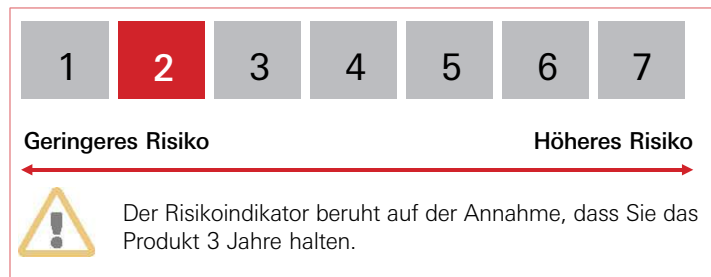 1 2 3 4 5 6 7
Geringeres Risiko Höheres Risiko
Der Risikoindikator beruht auf der Annahme, dass Sie das
Produkt 3 Jahre halten.